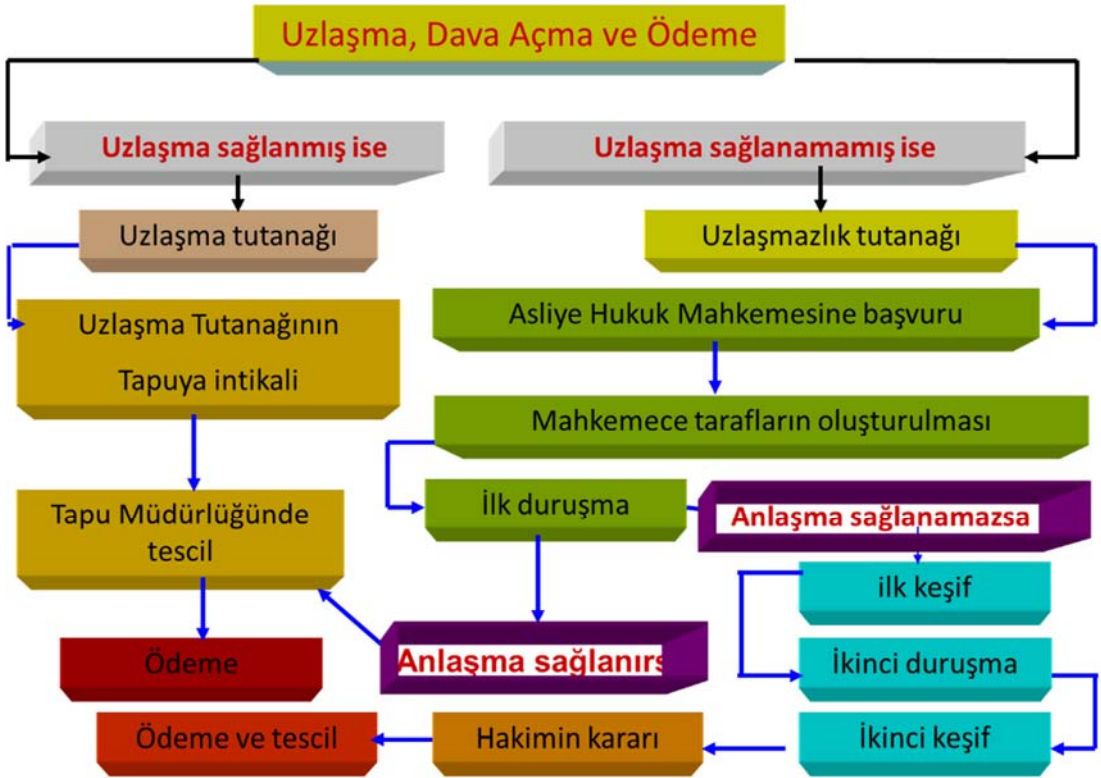 Uzlaşma, Dava Açma ve Ödeme
Uzlaşma sağlanmış ise
Uzlaşma sağlanamamış ise
Uzlaşma tutanağı
Uzlaşmazlık tutanağı
Uzlaşma Tutanağının
Tapuya intikali
Asliye Hukuk Mahkemesine başvuru
Mahkemece tarafların oluşturulması
Tapu Müdürlüğünde
tescil
İlk duruşma
Anlaşma sağlanamazsa
ilk keşif
Ödeme
Anlaşma sağlanırs
İkinci duruşma
Ödeme ve tescil
Hakimin kararı
İkinci keşif